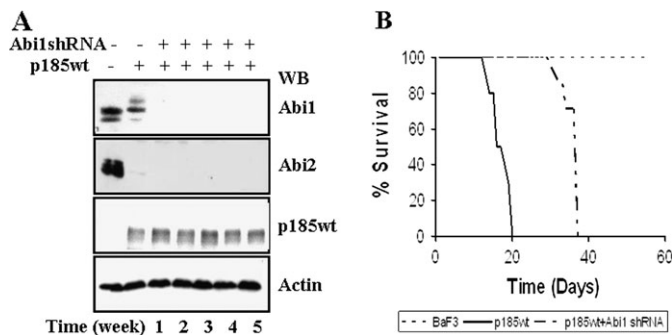 A
Abi1shRNA - - + + + + +
p185wt - + + + + + +
WB
Abi1
Abi2
p185wt
Actin
Time (week) 1 2 3 4 5
B
% Survival
100
80
60
40
20
0
0 20 40 60
Time (Days)
BaF3 p185wt p185wt+Abi1 shRNA